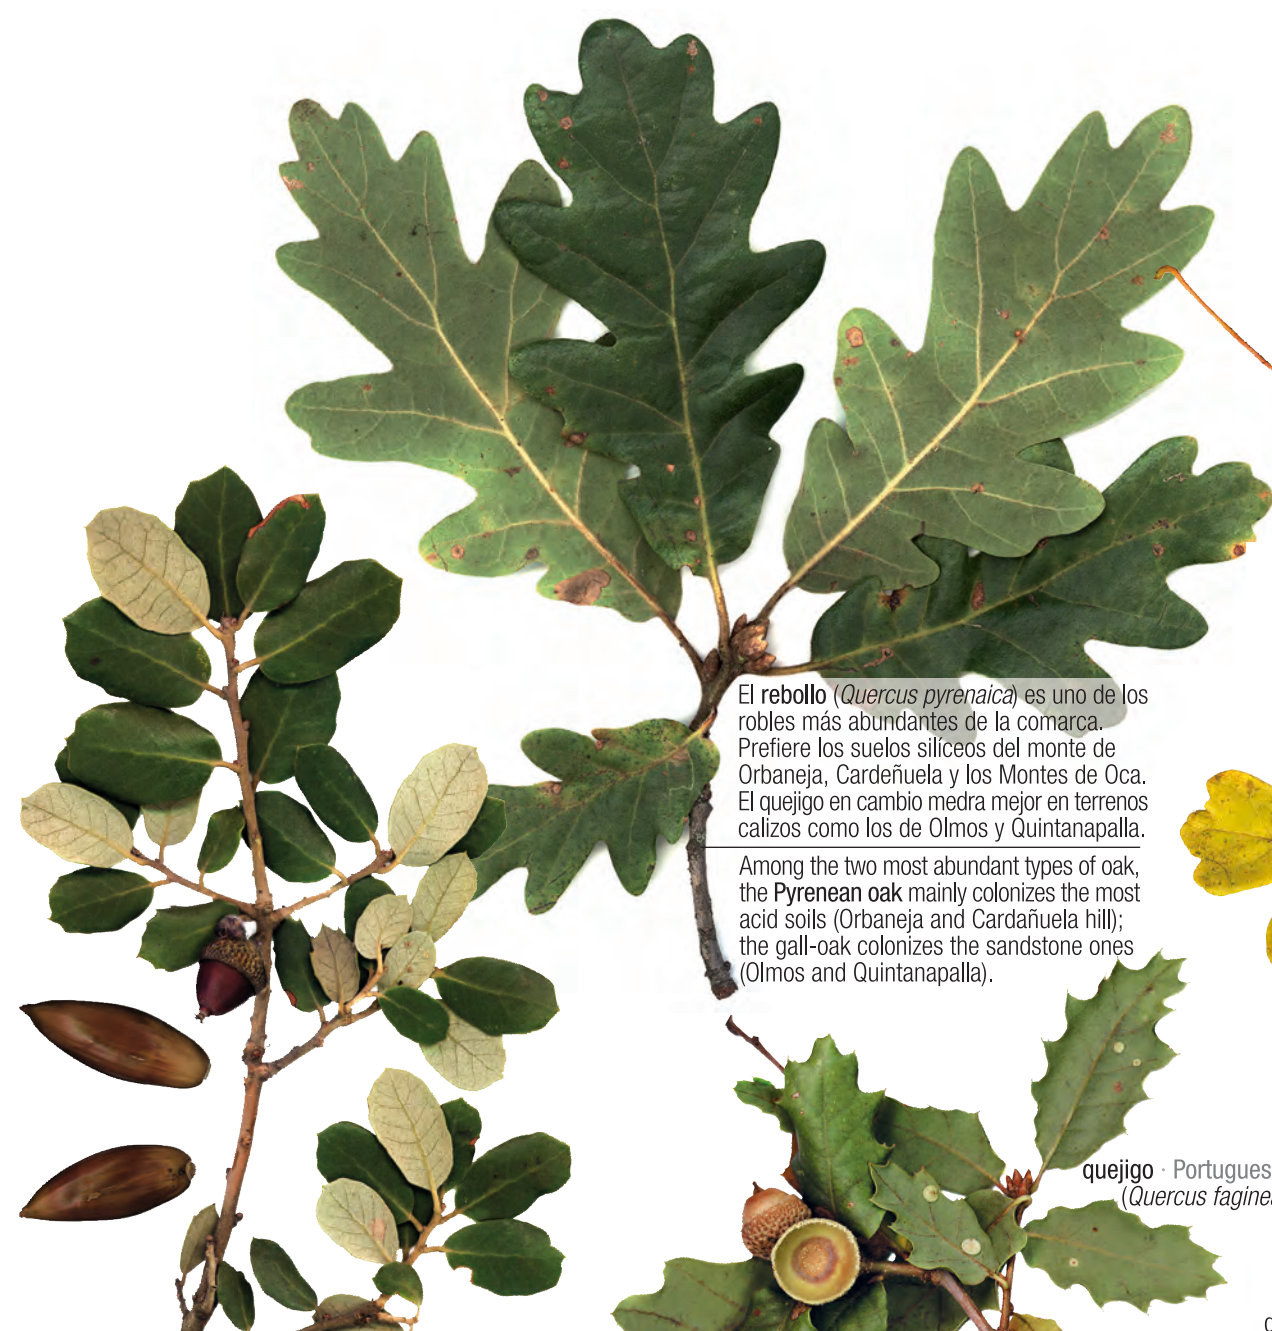 El rebollo (Quercus pyrenaica) es uno de los
robles más abundantes de la comarca.
Prefiere los suelos silíceos del monte de
Orbaneja, Cardeñuela y los Montes de Oca.
El quejigo en cambio medra mejor en terrenos
calizos como los de Olmos y Quintanapalla.
Among the two most abundant types of oak,
the Pyrenean oak mainly colonizes the most
acid soils (Orbaneja and Cardañuela hill);
the gall-oak colonizes the sandstone ones
(Olmos and Quintanapalla).
quejigo · Portugues
(Quercus faginea